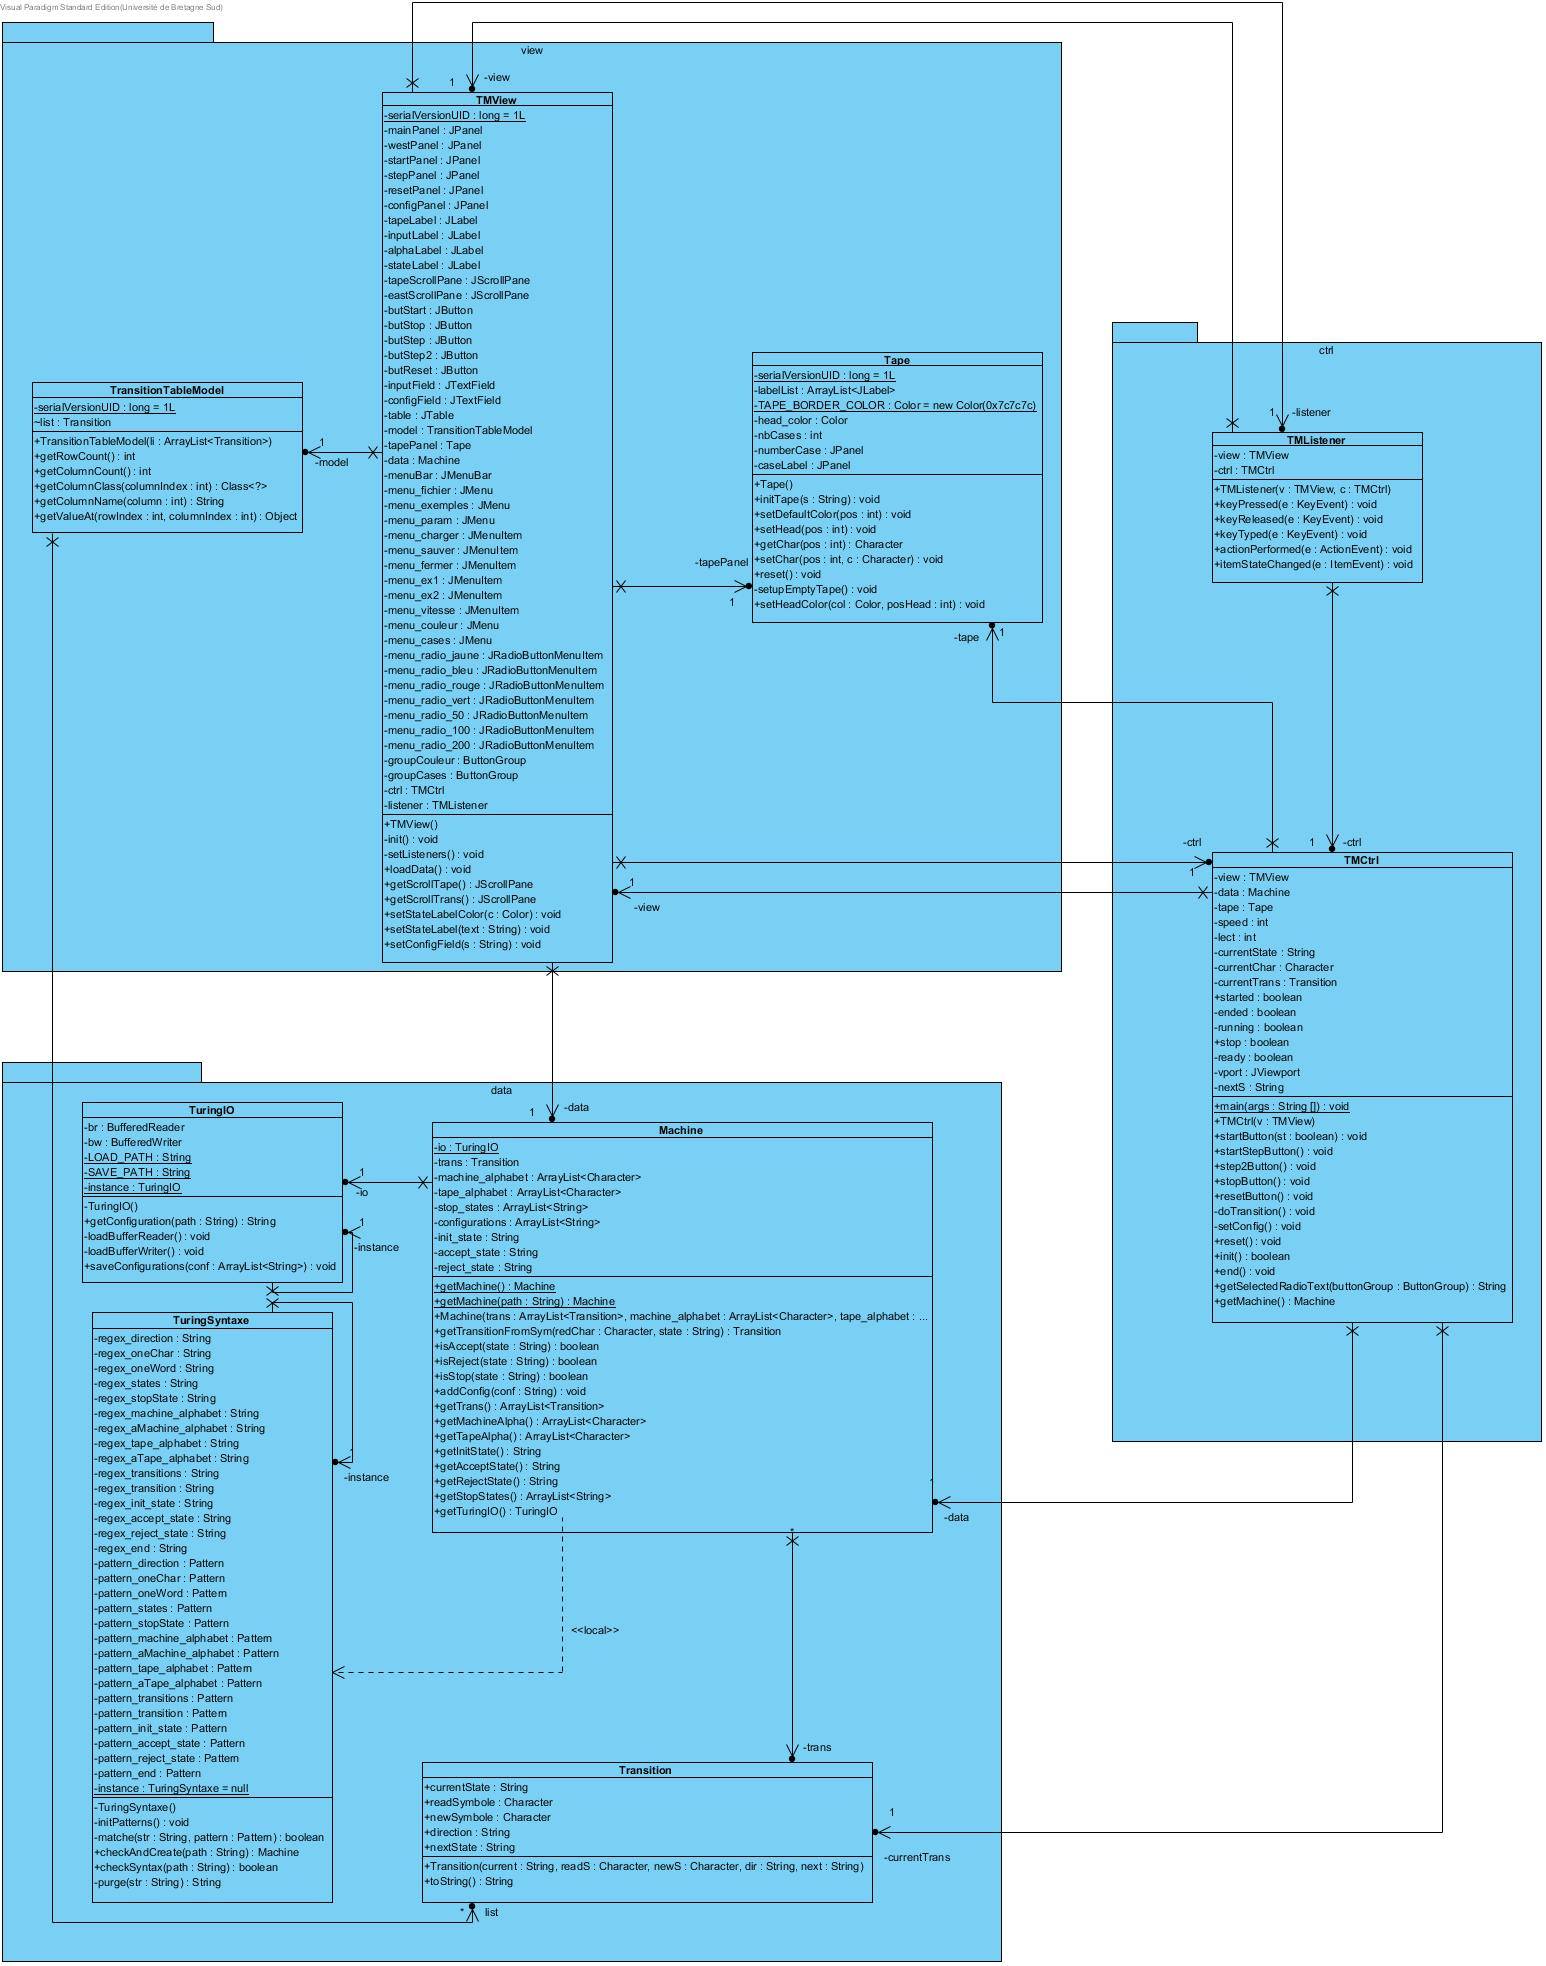 Visual Paradigm Standard Edition(Université de Bretagne Sud)
view
1
-view
TMView
-serialVersionUID : long = 1L
-mainPanel : JPanel
-westPanel : JPanel
-startPanel : JPanel
-stepPanel : JPanel
-resetPanel : JPanel
-configPanel : JPanel
-tapeLabel : JLabel
-inputLabel : JLabel
-alphaLabel : JLabel
-stateLabel : JLabel
-tapeScrollPane : JScrollPane
-eastScrollPane : JScrollPane
-butStart : JButton
-butStop : JButton
-butStep : JButton
-butStep2 : JButton
-butReset : JButton
-inputField : JTextField
-configField : JTextField
-table : JTable
-model : TransitionTableModel
-tapePanel : Tape
-data : Machine
-menuBar : JMenuBar
-menu_fichier : JMenu
-menu_exemples : JMenu
-menu_param : JMenu
-menu_charger : JMenuItem
-menu_sauver : JMenuItem
-menu_fermer : JMenuItem
-menu_ex1 : JMenuItem
-menu_ex2 : JMenuItem
-menu_vitesse : JMenuItem
-menu_couleur : JMenu
-menu_cases : JMenu
-menu_radio_jaune : JRadioButtonMenuItem
-menu_radio_bleu : JRadioButtonMenuItem
-menu_radio_rouge : JRadioButtonMenuItem
-menu_radio_vert : JRadioButtonMenuItem
-menu_radio_50 : JRadioButtonMenuItem
-menu_radio_100 : JRadioButtonMenuItem
-menu_radio_200 : JRadioButtonMenuItem
-groupCouleur : ButtonGroup
-groupCases : ButtonGroup
-ctrl : TMCtrl
-listener : TMListener
+TMView()
-init() : void
-setListeners() : void
+loadData() : void
+getScrollTape() : JScrollPane
+getScrollTrans() : JScrollPane
+setStateLabelColor(c : Color) : void
+setStateLabel(text : String) : void
+setConfigField(s : String) : void
TransitionTableModel
-serialVersionUID : long = 1L
~list : Transition
+TransitionTableModel(li : ArrayList<Transition>)
+getRowCount() : int
+getColumnCount() : int
+getColumnClass(columnIndex : int) : Class<?>
+getColumnName(column : int) : String
+getValueAt(rowIndex : int, columnIndex : int) : Object
1
-model
Tape
-serialVersionUID : long = 1L
-labelList : ArrayList<JLabel>
-TAPE_BORDER_COLOR : Color = new Color(0x7c7c7c)
-head_color : Color
-nbCases : int
-numberCase : JPanel
-caseLabel : JPanel
+Tape()
+initTape(s : String) : void
+setDefaultColor(pos : int) : void
+setHead(pos : int) : void
+getChar(pos : int) : Character
+setChar(pos : int, c : Character) : void
+reset() : void
-setupEmptyTape() : void
+setHeadColor(col : Color, posHead : int) : void
-tapePanel
1
-tape
1
ctrl
1
-listener
TMListener
-view : TMView
-ctrl : TMCtrl
+TMListener(v : TMView, c : TMCtrl)
+keyPressed(e : KeyEvent) : void
+keyReleased(e : KeyEvent) : void
+keyTyped(e : KeyEvent) : void
+actionPerformed(e : ActionEvent) : void
+itemStateChanged(e : ItemEvent) : void
-ctrl
1
1
-view
1
-ctrl
TMCtrl
-view : TMView
-data : Machine
-tape : Tape
-speed : int
-lect : int
-currentState : String
-currentChar : Character
-currentTrans : Transition
+started : boolean
-ended : boolean
-running : boolean
+stop : boolean
-ready : boolean
-vport : JViewport
-nextS : String
+main(args : String []) : void
+TMCtrl(v : TMView)
+startButton(st : boolean) : void
+startStepButton() : void
+step2Button() : void
+stopButton() : void
+resetButton() : void
-doTransition() : void
-setConfig() : void
+reset() : void
+init() : boolean
+end() : void
+getSelectedRadioText(buttonGroup : ButtonGroup) : String
+getMachine() : Machine
data
1
-data
TuringIO
-br : BufferedReader
-bw : BufferedWriter
-LOAD_PATH : String
-SAVE_PATH : String
-instance : TuringIO
-TuringIO()
+getConfiguration(path : String) : String
-loadBufferReader() : void
-loadBufferWriter() : void
+saveConfigurations(conf : ArrayList<String>) : void
1
-io
1
-instance
Machine
-io : TuringIO
-trans : Transition
-machine_alphabet : ArrayList<Character>
-tape_alphabet : ArrayList<Character>
-stop_states : ArrayList<String>
-configurations : ArrayList<String>
-init_state : String
-accept_state : String
-reject_state : String
+getMachine() : Machine
+getMachine(path : String) : Machine
+Machine(trans : ArrayList<Transition>, machine_alphabet : ArrayList<Character>, tape_alphabet : ...
+getTransitionFromSym(redChar : Character, state : String) : Transition
+isAccept(state : String) : boolean
+isReject(state : String) : boolean
+isStop(state : String) : boolean
+addConfig(conf : String) : void
+getTrans() : ArrayList<Transition>
+getMachineAlpha() : ArrayList<Character>
+getTapeAlpha() : ArrayList<Character>
+getInitState() : String
+getAcceptState() : String
+getRejectState() : String
+getStopStates() : ArrayList<String>
+getTuringIO() : TuringIO
1
-data
*
TuringSyntaxe
-regex_direction : String
-regex_oneChar : String
-regex_oneWord : String
-regex_states : String
-regex_stopState : String
-regex_machine_alphabet : String
-regex_aMachine_alphabet : String
-regex_tape_alphabet : String
-regex_aTape_alphabet : String
-regex_transitions : String
-regex_transition : String
-regex_init_state : String
-regex_accept_state : String
-regex_reject_state : String
-regex_end : String
-pattern_direction : Pattern
-pattern_oneChar : Pattern
-pattern_oneWord : Pattern
-pattern_states : Pattern
-pattern_stopState : Pattern
-pattern_machine_alphabet : Pattern
-pattern_aMachine_alphabet : Pattern
-pattern_tape_alphabet : Pattern
-pattern_aTape_alphabet : Pattern
-pattern_transitions : Pattern
-pattern_transition : Pattern
-pattern_init_state : Pattern
-pattern_accept_state : Pattern
-pattern_reject_state : Pattern
-pattern_end : Pattern
-instance : TuringSyntaxe = null
-TuringSyntaxe()
-initPatterns() : void
-matche(str : String, pattern : Pattern) : boolean
+checkAndCreate(path : String) : Machine
+checkSyntax(path : String) : boolean
-purge(str : String) : String
1
-instance
<<local>>
-trans
Transition
+currentState : String
+readSymbole : Character
+newSymbole : Character
+direction : String
+nextState : String
+Transition(current : String, readS : Character, newS : Character, dir : String, next : String)
+toString() : String
1
-currentTrans
*
list